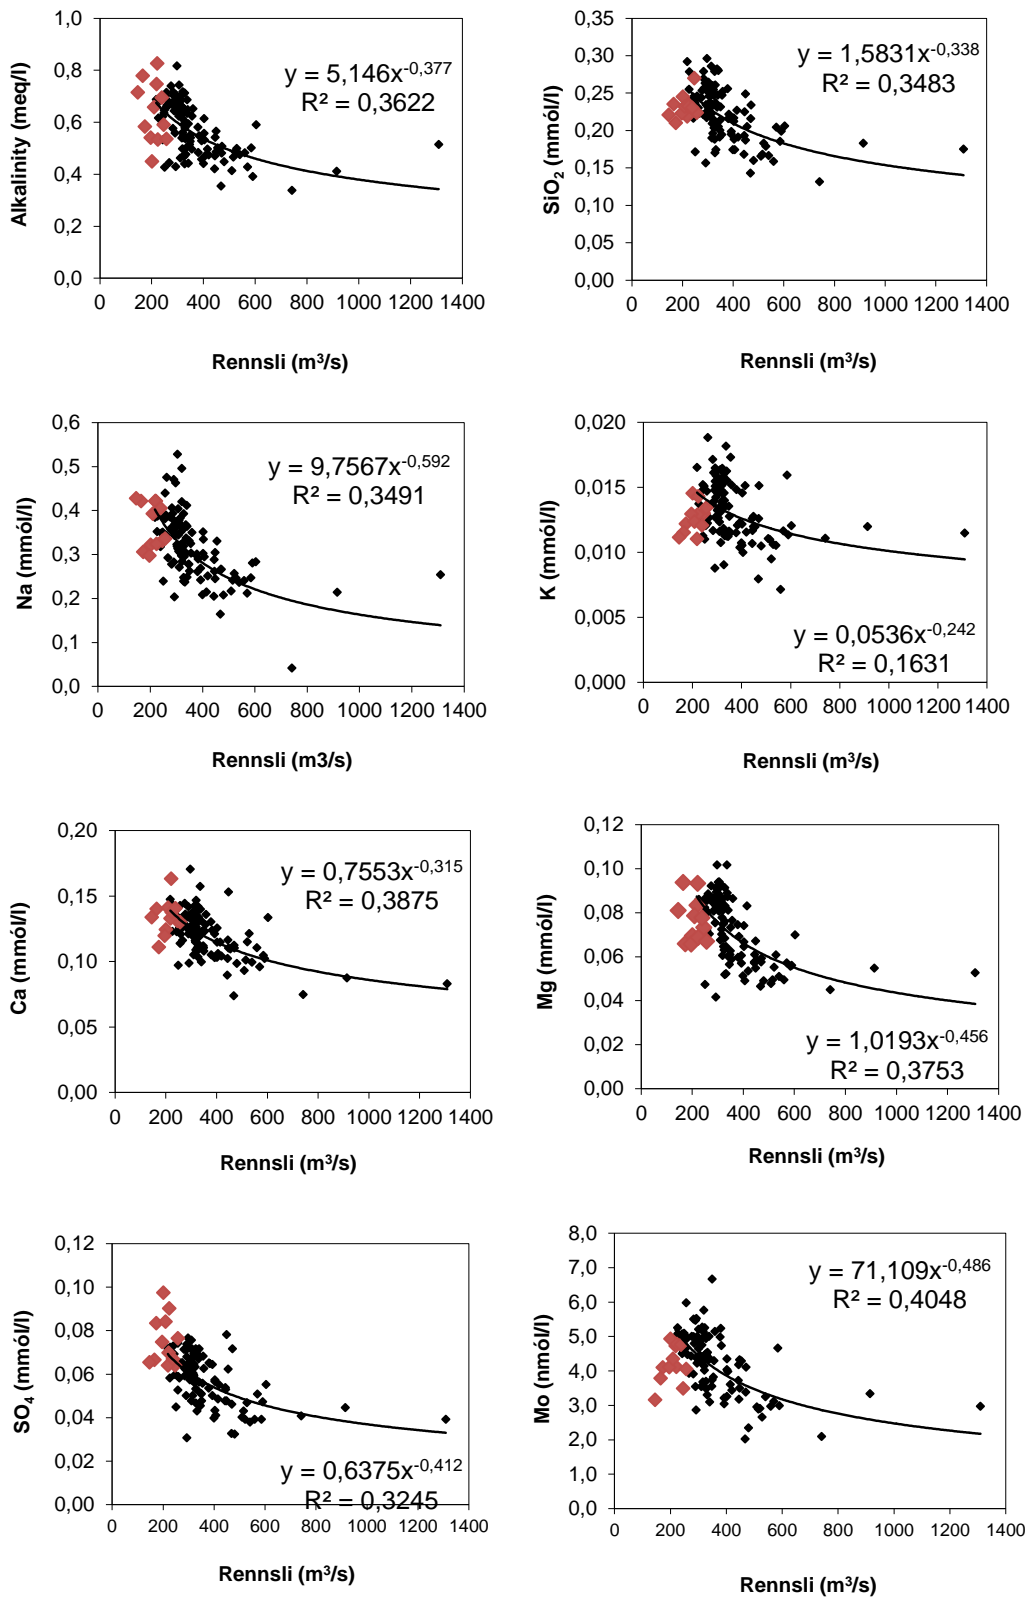 Alkalinity (meq/l)
1,0
0,8
0,6
0,4
0,2
0,0
y = 5,146x^-0,377
R² = 0,3622
0 200 400 600 800 1000 1200 1400
Rennsli (m³/s)
SiO₂ (mmól/l)
0,35
0,30
0,25
0,20
0,15
0,10
0,05
0,00
y = 1,5831x^-0,338
R² = 0,3483
0 200 400 600 800 1000 1200 1400
Rennsli (m³/s)
Na (mmól/l)
0,6
0,5
0,4
0,3
0,2
0,1
0,0
y = 9,7567x^-0,592
R² = 0,3491
0 200 400 600 800 1000 1200 1400
Rennsli (m3/s)
K (mmól/l)
0,020
0,015
0,010
0,005
0,000
y = 0,0536x^-0,242
R² = 0,1631
0 200 400 600 800 1000 1200 1400
Rennsli (m³/s)
Ca (mmól/l)
0,20
0,15
0,10
0,05
0,00
y = 0,7553x^-0,315
R² = 0,3875
0 200 400 600 800 1000 1200 1400
Rennsli (m³/s)
Mg (mmól/l)
0,12
0,10
0,08
0,06
0,04
0,02
0,00
y = 1,0193x^-0,456
R² = 0,3753
0 200 400 600 800 1000 1200 1400
Rennsli (m³/s)
SO₄ (mmól/l)
0,12
0,10
0,08
0,06
0,04
0,02
0,00
y = 0,6375x^-0,412
R² = 0,3245
0 200 400 600 800 1000 1200 1400
Rennsli (m³/s)
Mo (nmól/l)
8,0
7,0
6,0
5,0
4,0
3,0
2,0
1,0
0,0
y = 71,109x^-0,486
R² = 0,4048
0 200 400 600 800 1000 1200 1400
Rennsli (m³/s)